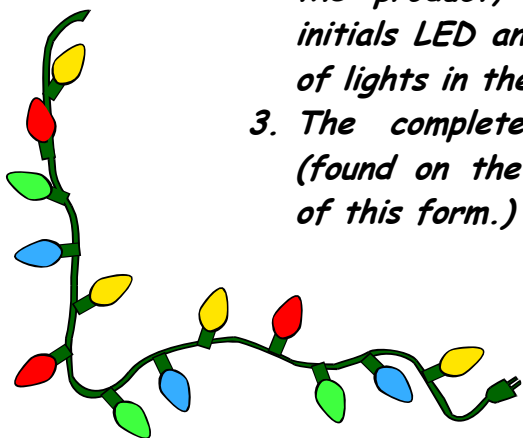 initials LED an
of lights in the
3. The complete
(found on the
of this form.)